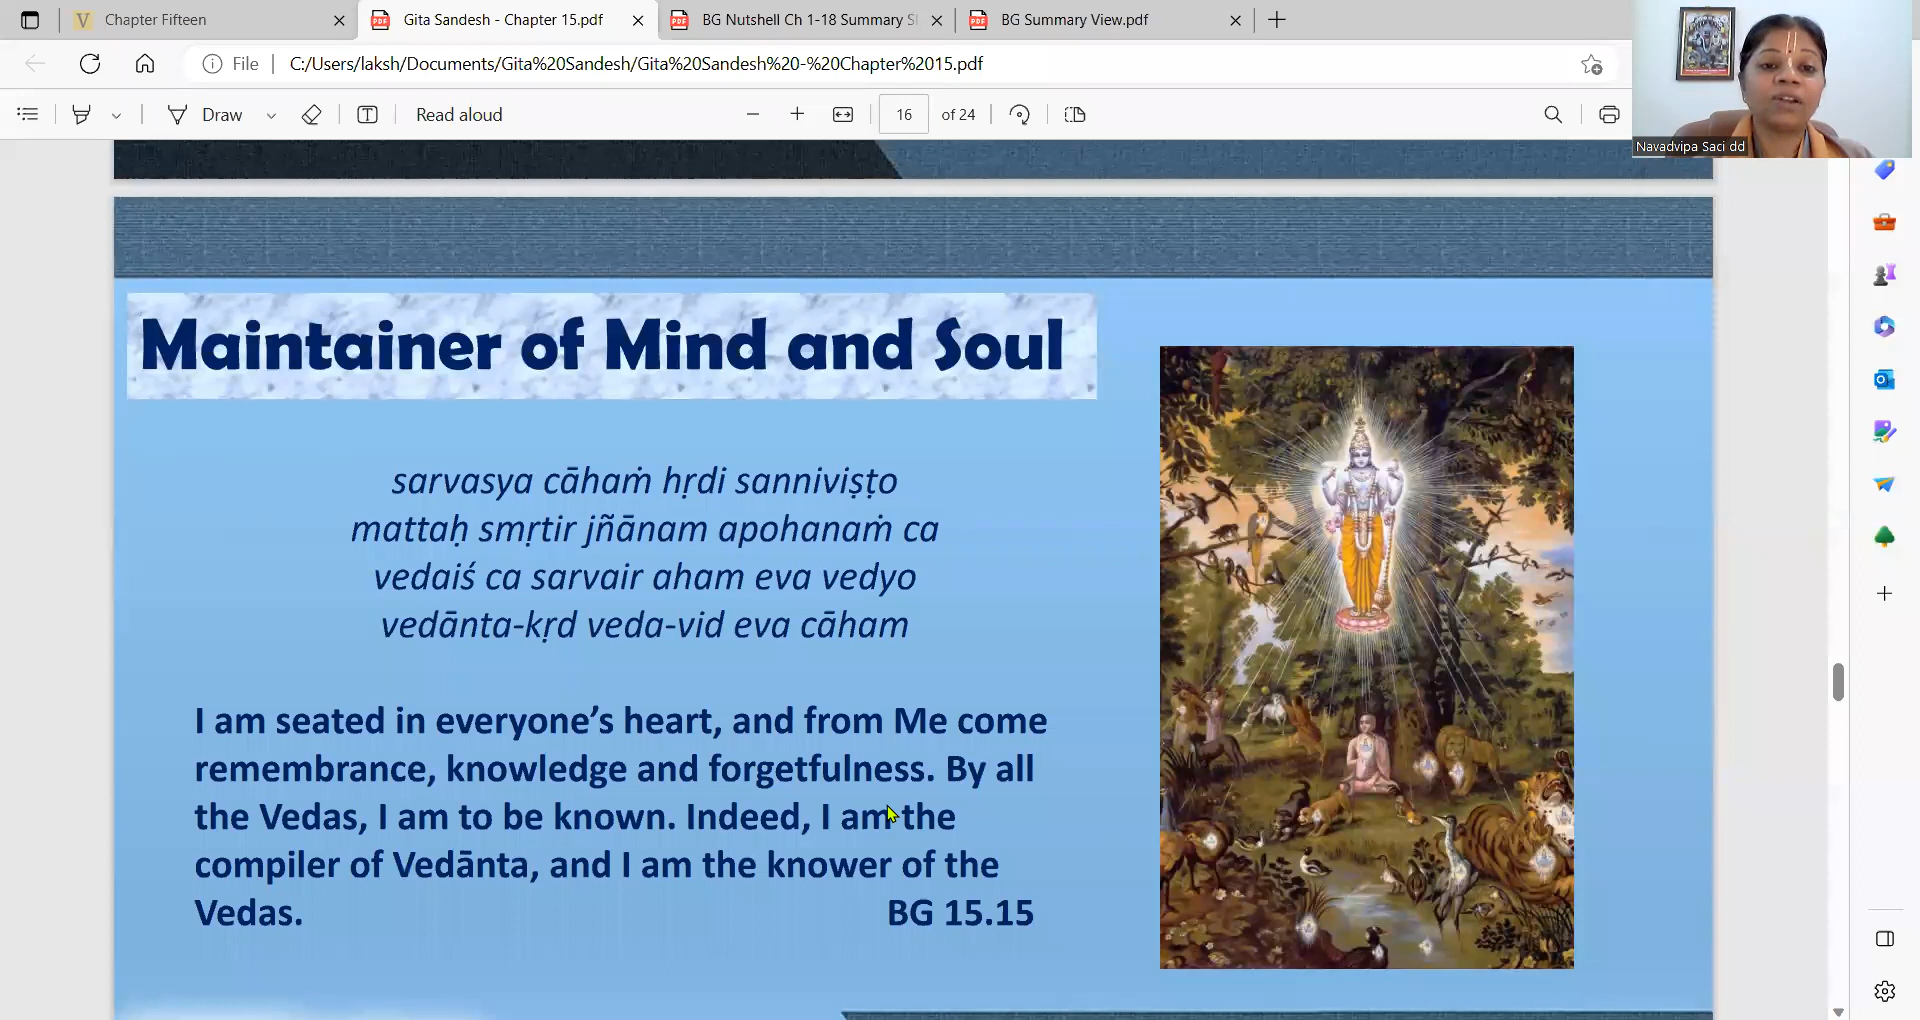 Chapter Fifteen
Gita Sandesh - Chapter 15.pdf
BG Nutshell Ch 1-18 Summary S
BG Summary View.pdf
File
C:/Users/laksh/Documents/Gita%20Sandesh/Gita%20Sandesh%20-%20Chapter%2015.pdf
Draw
Read aloud
16
of 24
Navadvipa Saci dd
Maintainer of Mind and Soul
sarvasya cāhaṁ hṛdi sanniviṣṭo
mattaḥ smṛtir jñānam apohanaṁ ca
vedaiś ca sarvair aham eva vedyo
vedānta-kṛd veda-vid eva cāham
I am seated in everyone’s heart, and from Me come
remembrance, knowledge and forgetfulness. By all
the Vedas, I am to be known. Indeed, I am the
compiler of Vedānta, and I am the knower of the
Vedas. BG 15.15